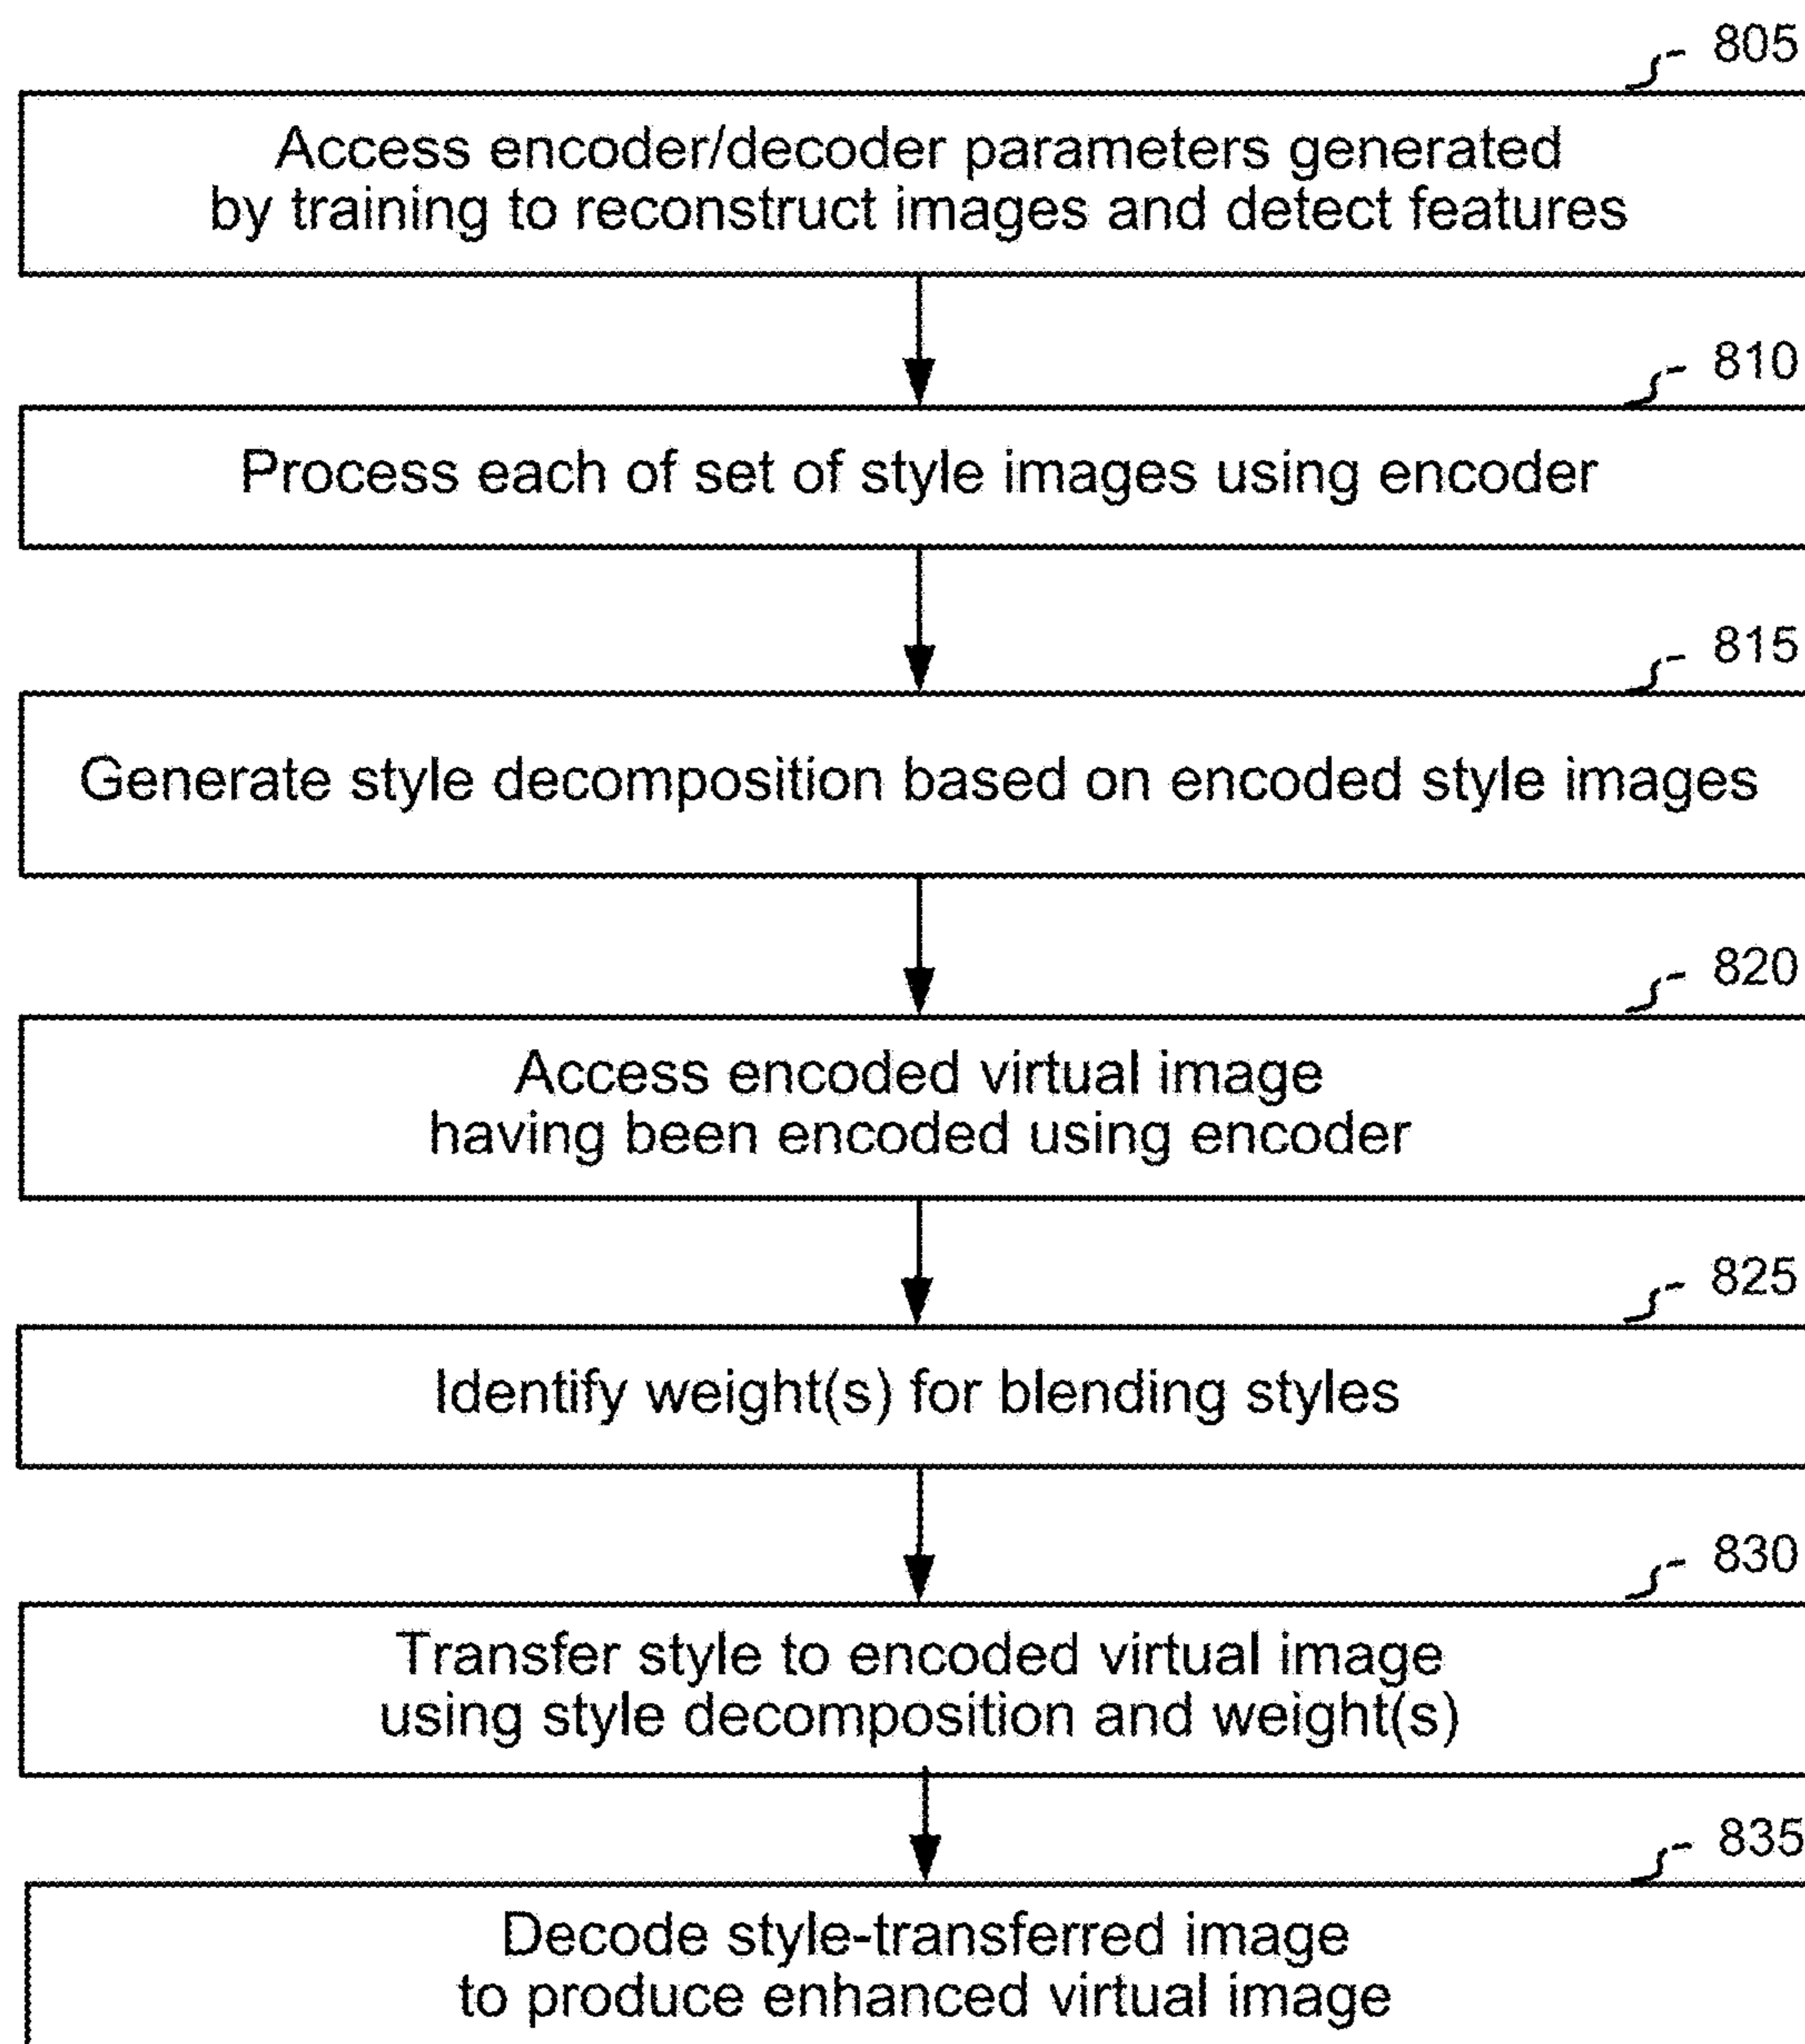 805
Access encoder/decoder parameters generated
by training to reconstruct images and detect features
810
Process each of set of style images using encoder
815
Generate style decomposition based on encoded style images
820
Access encoded virtual image
having been encoded using encoder
825
Identify weight(s) for blending styles
830
Transfer style to encoded virtual image
using style decomposition and weight(s)
835
Decode style-transferred image
to produce enhanced virtual image